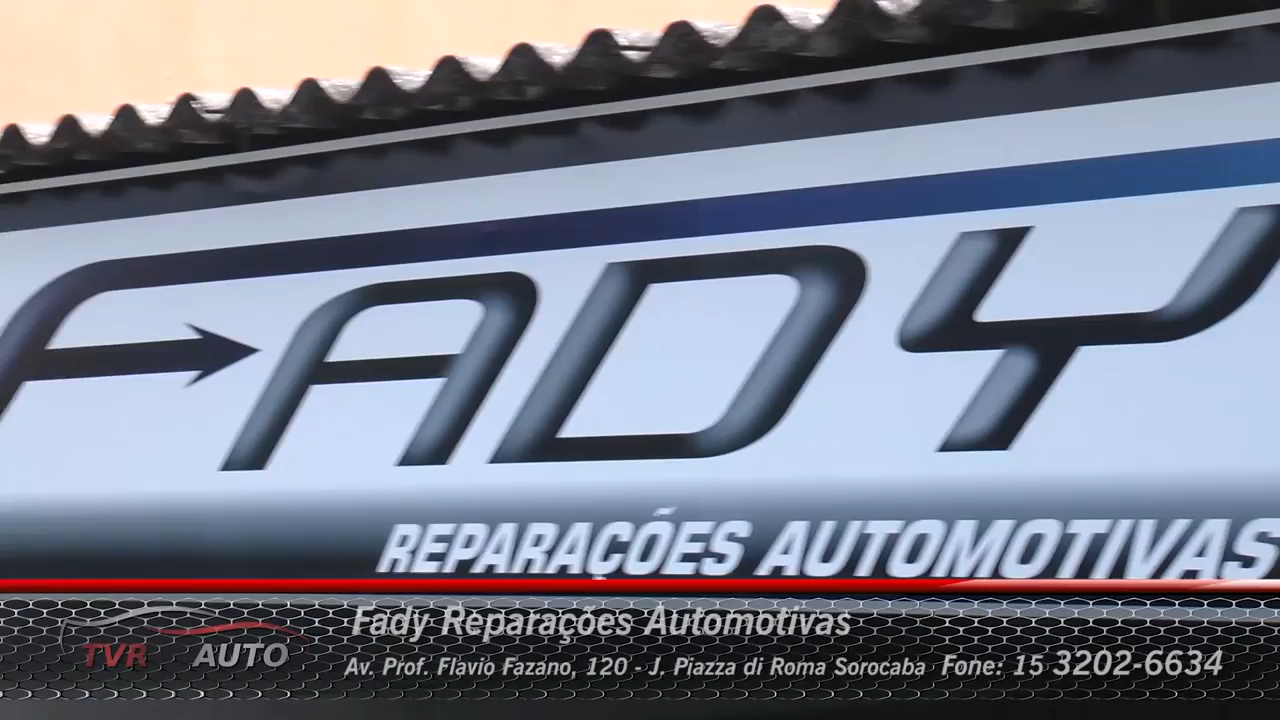 FADY
REPARAÇÕES AUTOMOTIVAS
Fady Reparações Automotivas
TVR AUTO
Av. Prof. Flavio Fazano, 120 - J. Piazza di Roma Sorocaba Fone: 15 3202-6634